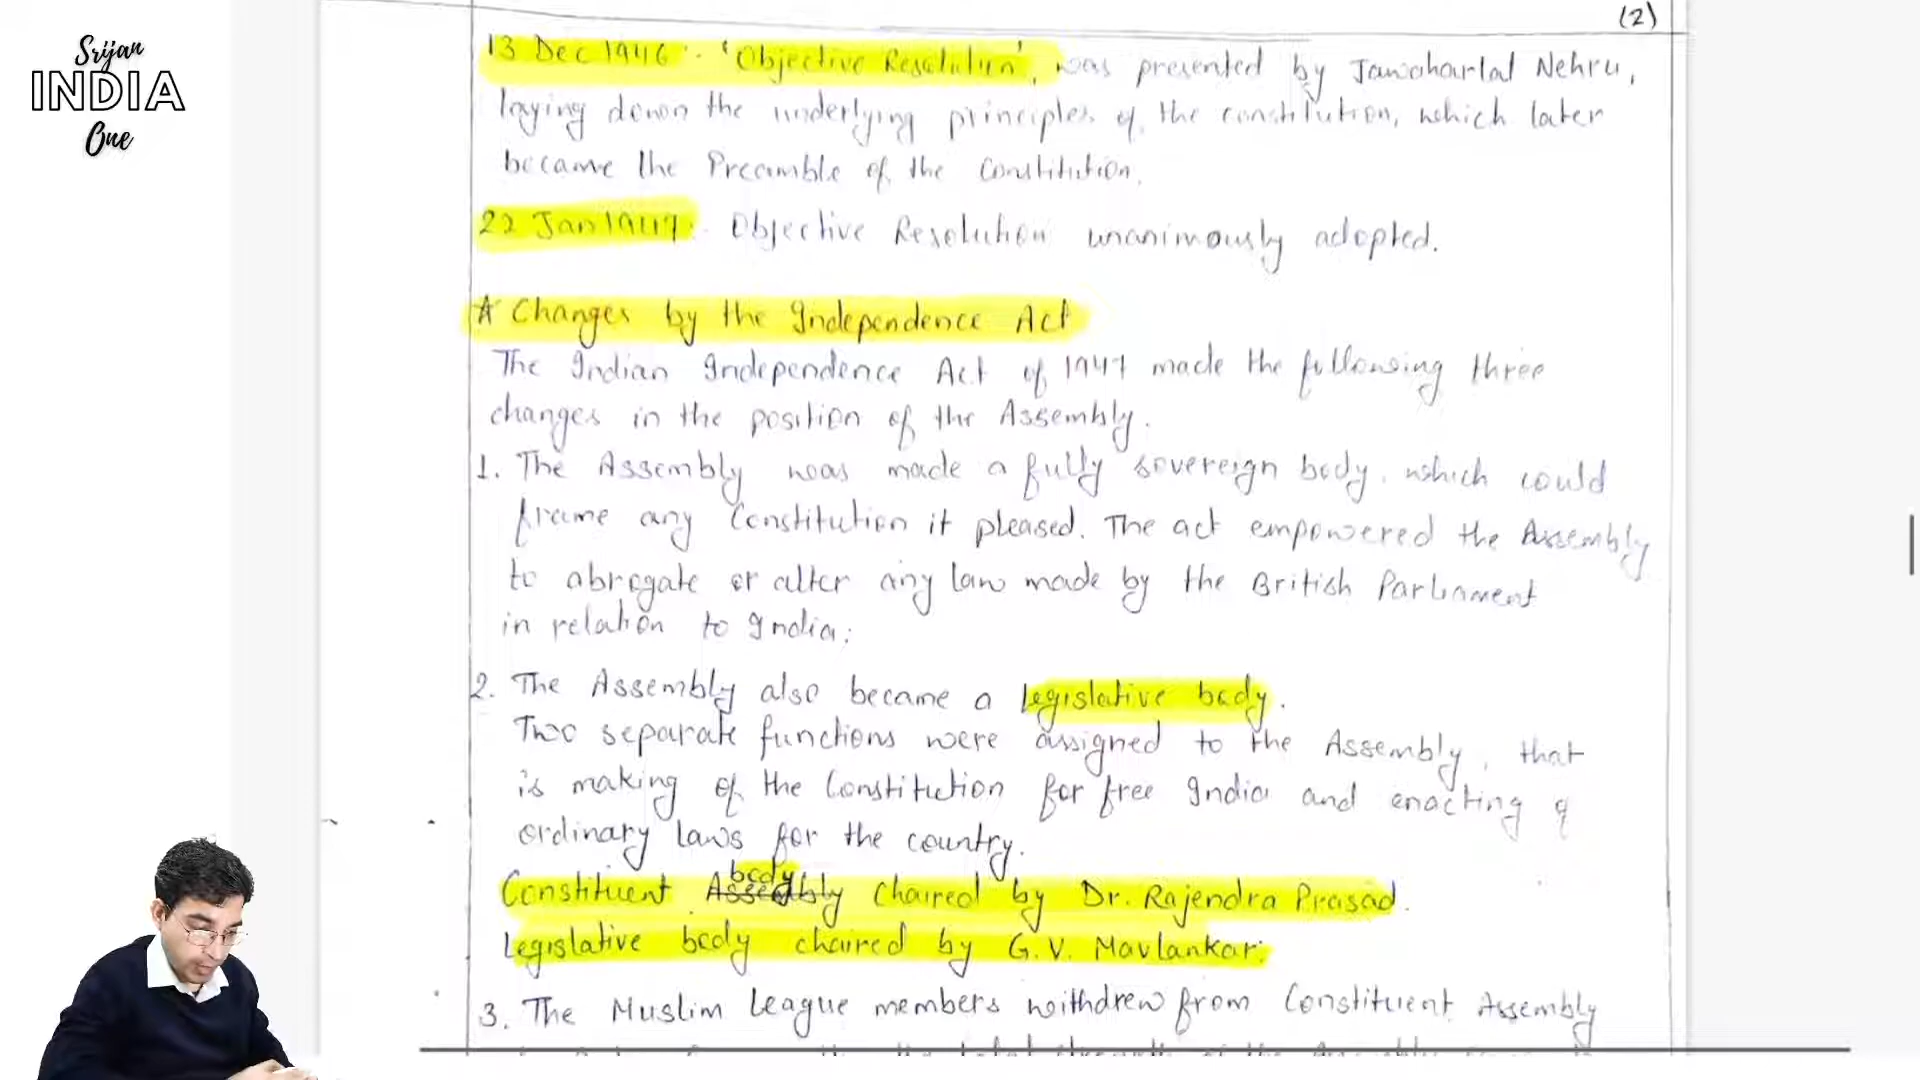 Srijan
INDIA
One
(2)
13 Dec 1946 : 'Objective Resolution', was presented by Jawaharlal Nehru,
laying down the underlying principles of the constitution, which later
became the Preamble of the Constitution.
22 Jan 1947: Objective Resolution unanimously adopted.
* Changes by the Independence Act
The Indian Independence Act of 1947 made the following three
changes in the position of the Assembly.
1. The Assembly was made a fully sovereign body, which could
frame any Constitution it pleased. The act empowered the Assembly
to abrogate or alter any law made by the British Parliament
in relation to India;
2. The Assembly also became a legislative body.
Two separate functions were assigned to the Assembly, that
is making of the Constitution for free India and enacting of
ordinary laws for the country.
Constituent body chaired by Dr. Rajendra Prasad.
Legislative body chaired by G. V. Mavlankar.
3. The Muslim League members withdrew from Constituent Assembly